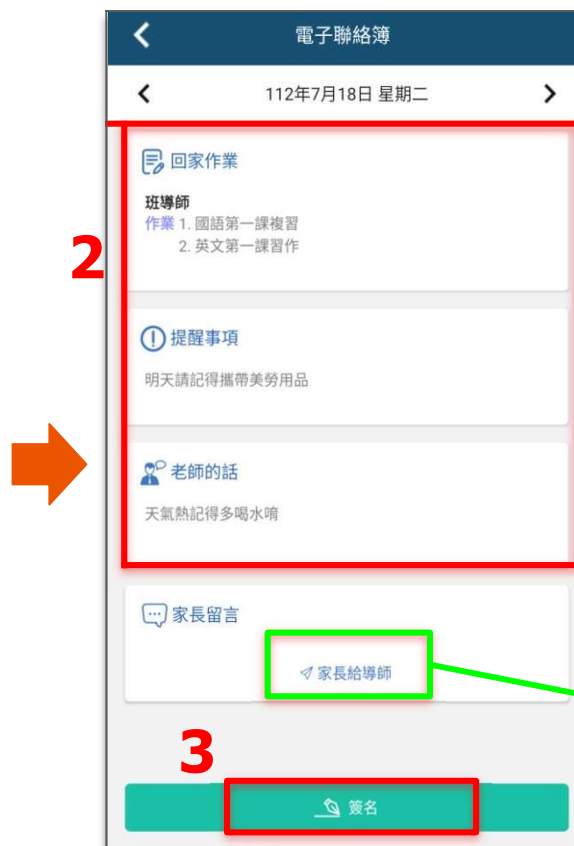 電子聯絡簿
112年7月18日 星期二
回家作業
班導師
作業 1. 國語第一課複習
2. 英文第一課習作
2
提醒事項
明天請記得攜帶美勞用品
老師的話
天氣熱記得多喝水唷
家長留言
家長給導師
3
簽名